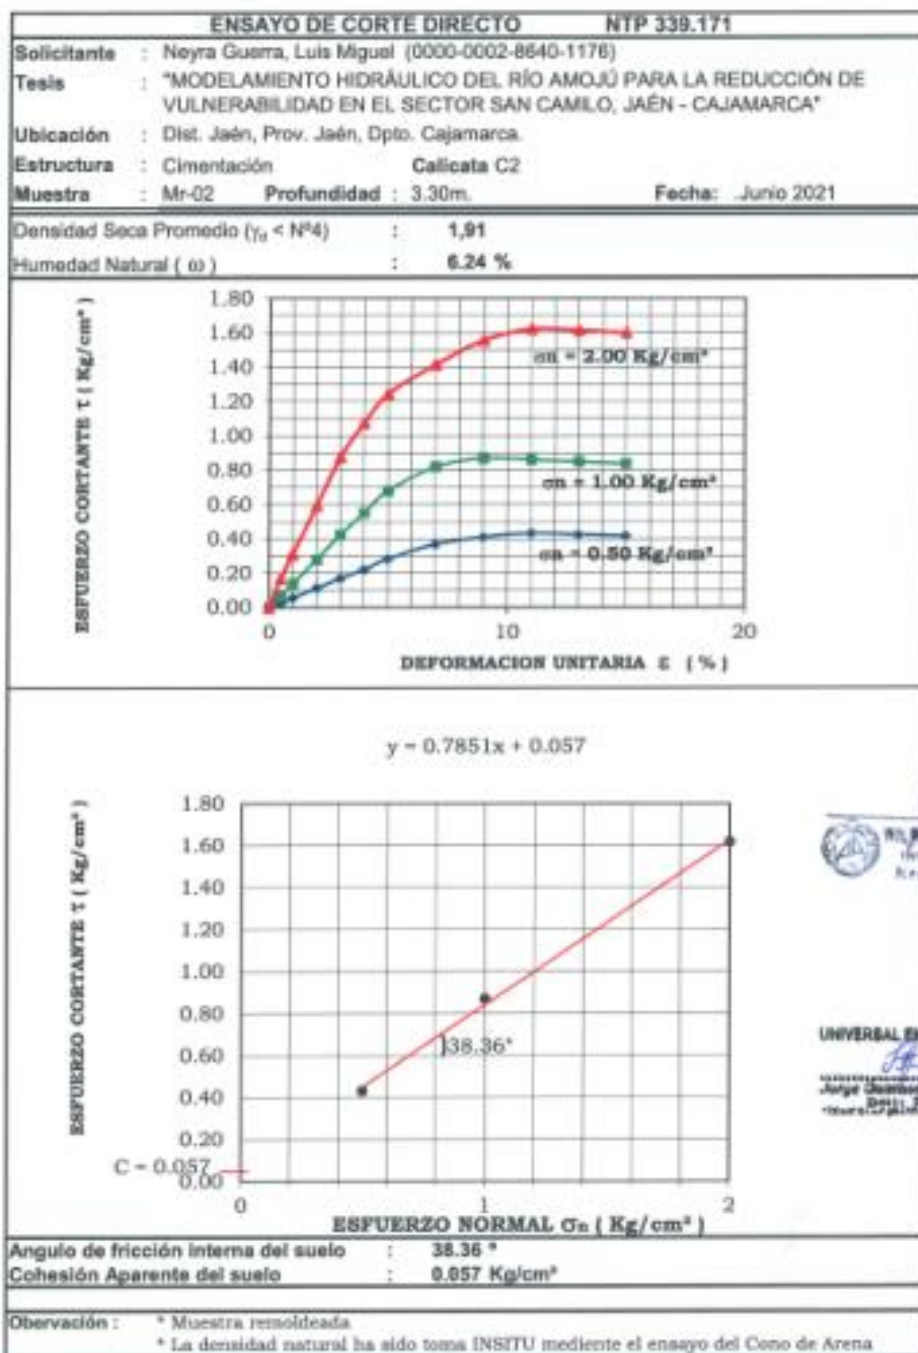 ENSAYO DE CORTE DIRECTO NTP 339.171
Solicitante : Neyra Guerra, Luis Miguel (0000-0002-8640-1176)
Tesis : "MODELAMIENTO HIDRÁULICO DEL RÍO AMOJÚ PARA LA REDUCCIÓN DE
VULNERABILIDAD EN EL SECTOR SAN CAMILO, JAÉN - CAJAMARCA"
Ubicación : Dist. Jaén, Prov. Jaén, Dpto. Cajamarca.
Estructura : Cimentación Calicata C2
Muestra : Mr-02 Profundidad : 3.30m. Fecha: .Junio 2021
Densidad Seca Promedio (γd < Nº4) : 1,91
Humedad Natural ( ω ) : 6.24 %
ESFUERZO CORTANTE τ ( Kg/cm² )
1.80
1.60
1.40
1.20
1.00
0.80
0.60
0.40
0.20
0.00
σn = 2.00 Kg/cm²
σn = 1.00 Kg/cm²
σn = 0.50 Kg/cm²
0 10 20
DEFORMACION UNITARIA ε ( % )
y = 0.7851x + 0.057
ESFUERZO CORTANTE τ ( Kg/cm² )
1.80
1.60
1.40
1.20
1.00
0.80
0.60
0.40
0.20
0.00
38.36°
C = 0.057
0 1 2
ESFUERZO NORMAL σn ( Kg/cm² )
UNIVERSAL
Jorge
Angulo de fricción interna del suelo : 38.36 °
Cohesión Aparente del suelo : 0.057 Kg/cm²
Obervación : * Muestra remoldeada
* La densidad natural ha sido toma INSITU mediente el ensayo del Cono de Arena